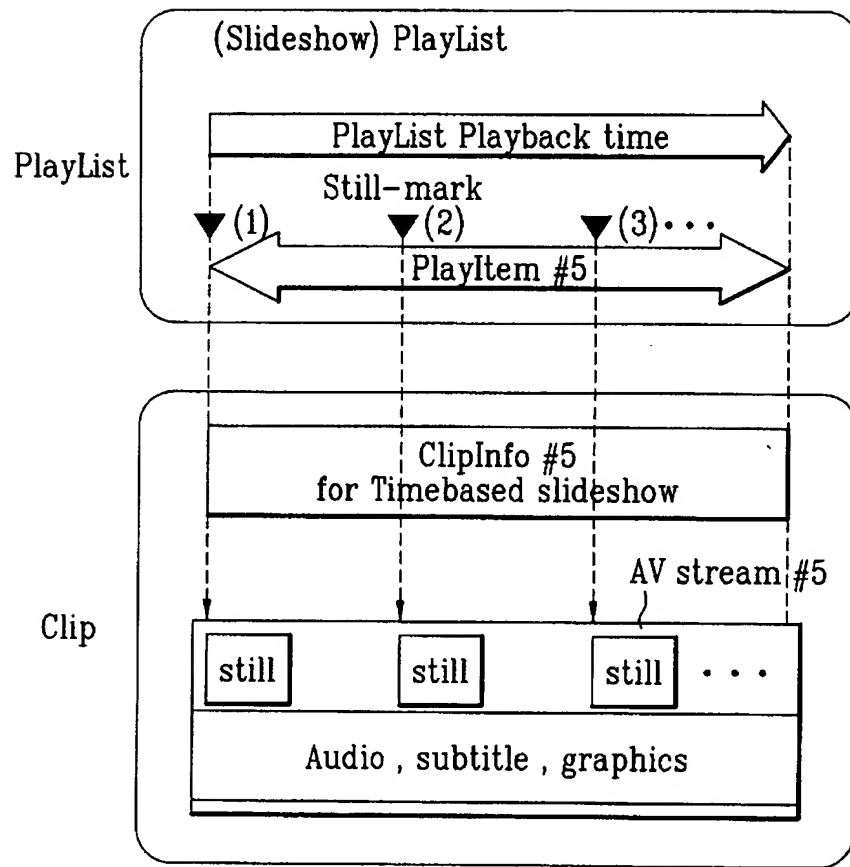 (Slideshow) PlayList
PlayList Playback time
PlayList
Still-mark
(1)
(2)
(3)...
PlayItem #5
ClipInfo #5
for Timebased slideshow
AV stream #5
Clip
still
still
still
...
Audio , subtitle , graphics